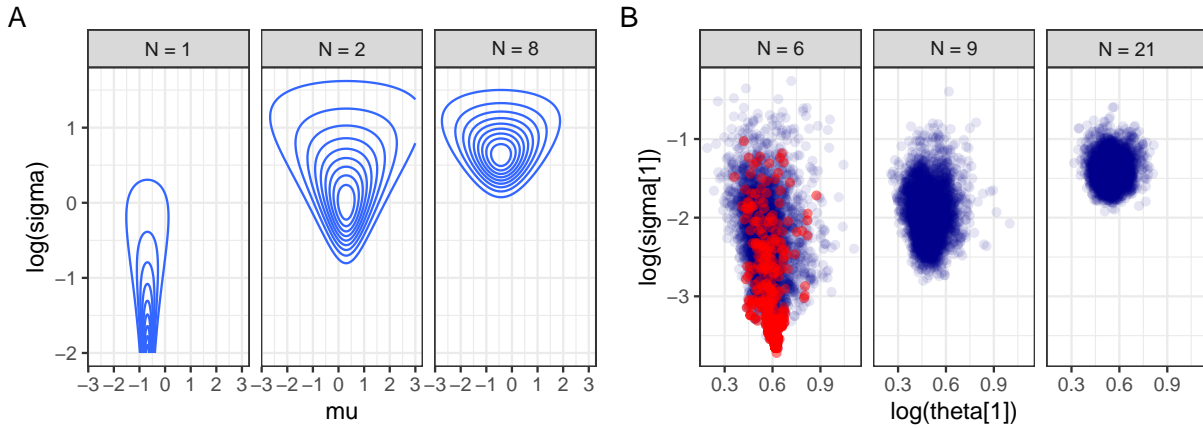 A
B
N = 1
N = 2
N = 8
N = 6
N = 9
N = 21
log(sigma)
1
0
−1
−2
−3 −2 −1 0 1 2 3
−3 −2 −1 0 1 2 3
−3 −2 −1 0 1 2 3
mu
log(sigma[1])
−1
−2
−3
0.3 0.6 0.9
0.3 0.6 0.9
0.3 0.6 0.9
log(theta[1])